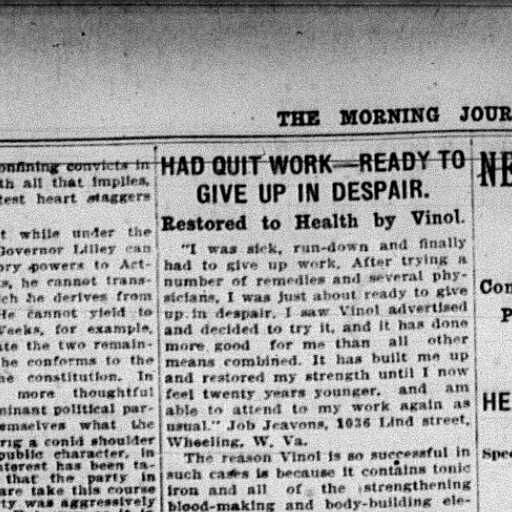 THE MORNING JOUR
onfining convicts in
th all that implies,
test heart staggers
t while under the
Governor Lilley can
ory powers to Act-
s, he cannot trans-
ch he derives from
He cannot yield to
Weeks, for example,
ate the two remain-
he conforms to the
he constitution. In
more thoughtful
minant political par-
emselves what the
rig a conld shoulder
public character, in
nterest has been ta-
that the party in
are take this course
ty was aggressively
HAD QUIT WORK—READY TO
GIVE UP IN DESPAIR.
Restored to Health by Vinol.
"I was sick, run-down and finally
had to give up work. After trying a
number of remedies and several phy-
sicians, I was just about ready to give
up in despair. I saw Vinol advertised
and decided to try it, and it has done
more good for me than all other
means combined. It has built me up
and restored my strength until I now
feel twenty years younger, and am
able to attend to my work again as
usual." Job Jeavons, 1036 Lind street,
Wheeling, W. Va.
The reason Vinol is so successful in
such cases is because it contains tonic
iron and all of the strengthening
blood-making and body-building ele-
NE
Con
P
HE
Spec